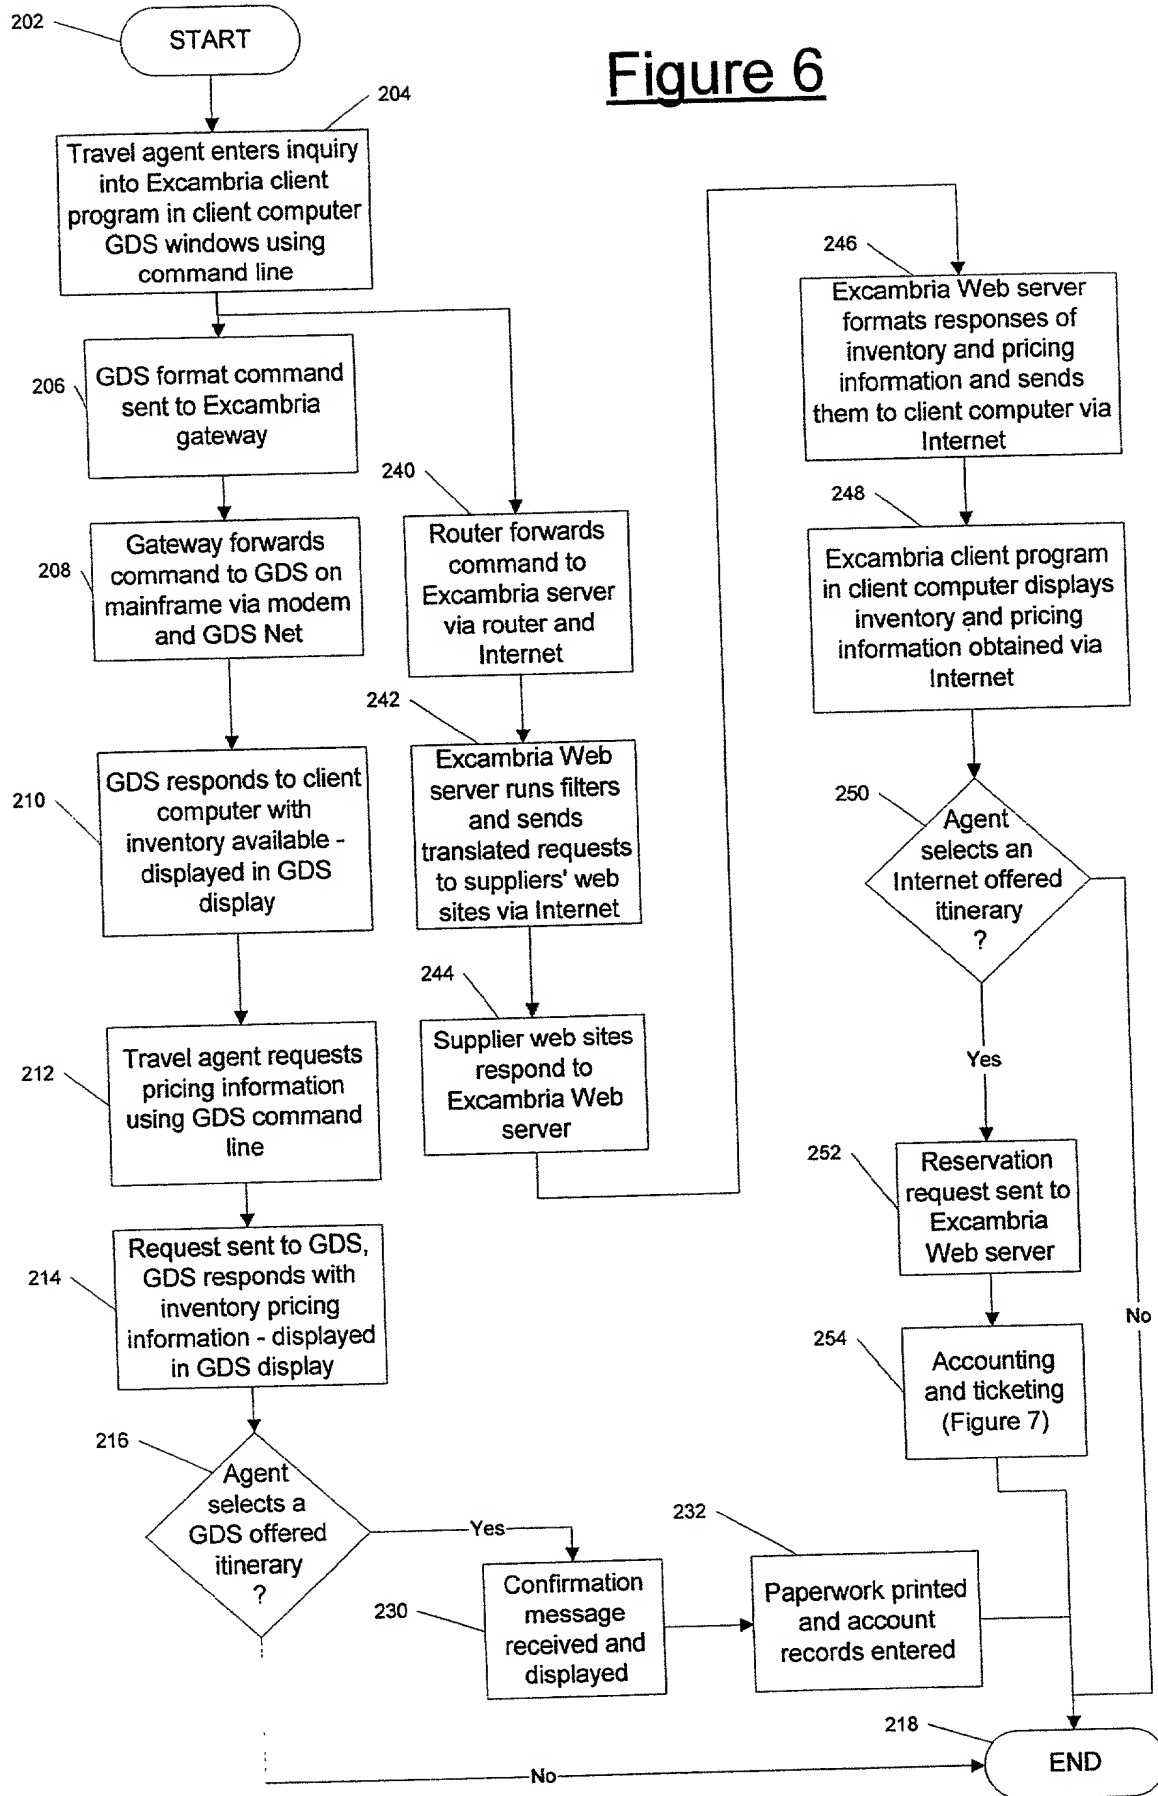 202
START
Figure 6
204
Travel agent enters inquiry
into Excambria client
program in client computer
GDS windows using
command line
206
GDS format command
sent to Excambria
gateway
208
Gateway forwards
command to GDS on
mainframe via modem
and GDS Net
210
GDS responds to client
computer with
inventory available -
displayed in GDS
display
212
Travel agent requests
pricing information
using GDS command
line
214
Request sent to GDS,
GDS responds with
inventory pricing
information - displayed
in GDS display
216
Agent
selects a
GDS offered
itinerary
?
Yes
230
Confirmation
message
received and
displayed
232
Paperwork printed
and account
records entered
No
240
Router forwards
command to
Excambria server
via router and
Internet
242
Excambria Web
server runs filters
and sends
translated requests
to suppliers' web
sites via Internet
244
Supplier web sites
respond to
Excambria Web
server
246
Excambria Web server
formats responses of
inventory and pricing
information and sends
them to client computer via
Internet
248
Excambria client program
in client computer displays
inventory and pricing
information obtained via
Internet
250
Agent
selects an
Internet offered
itinerary
?
Yes
No
252
Reservation
request sent to
Excambria
Web server
254
Accounting
and ticketing
(Figure 7)
218
END